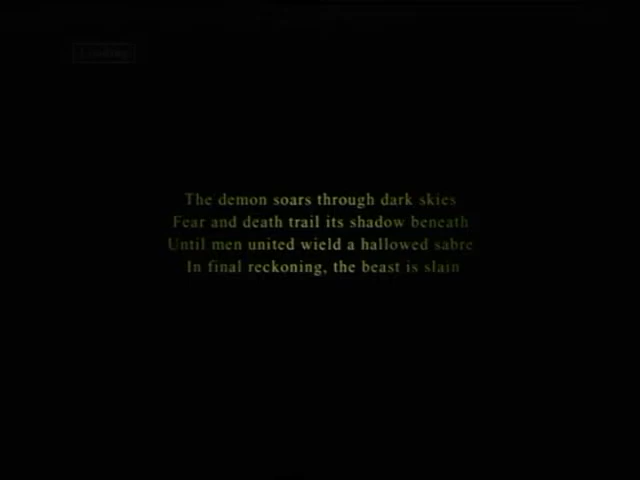 The demon soars through dark skies
Fear and death trail its shadow beneath
Until men united wield a hallowed sabre
In final reckoning, the beast is slain